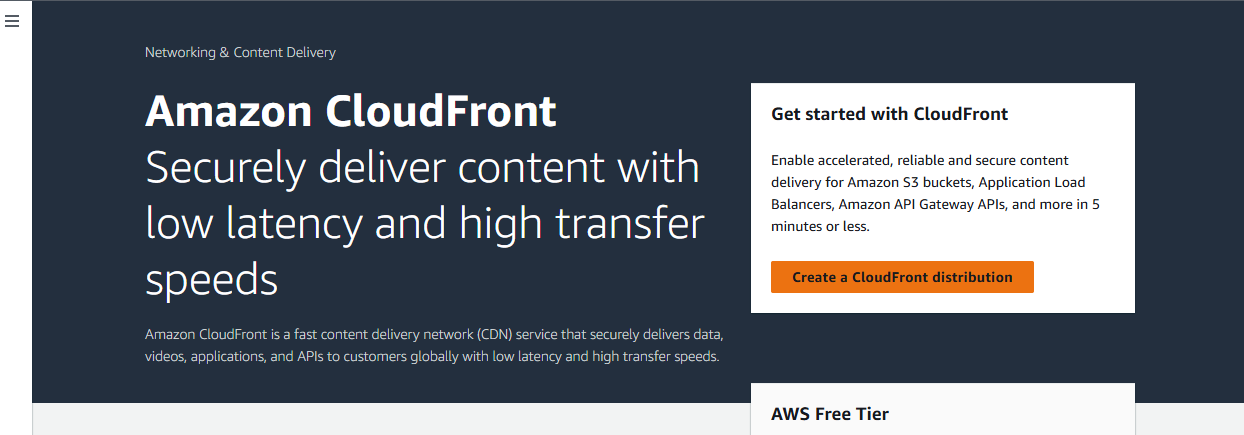 Networking & Content Delivery
Amazon CloudFront
Securely deliver content with
low latency and high transfer
speeds
Amazon CloudFront is a fast content delivery network (CDN) service that securely delivers data,
videos, applications, and APIs to customers globally with low latency and high transfer speeds.
Get started with CloudFront
Enable accelerated, reliable and secure content
delivery for Amazon S3 buckets, Application Load
Balancers, Amazon API Gateway APIs, and more in 5
minutes or less.
Create a CloudFront distribution
AWS Free Tier